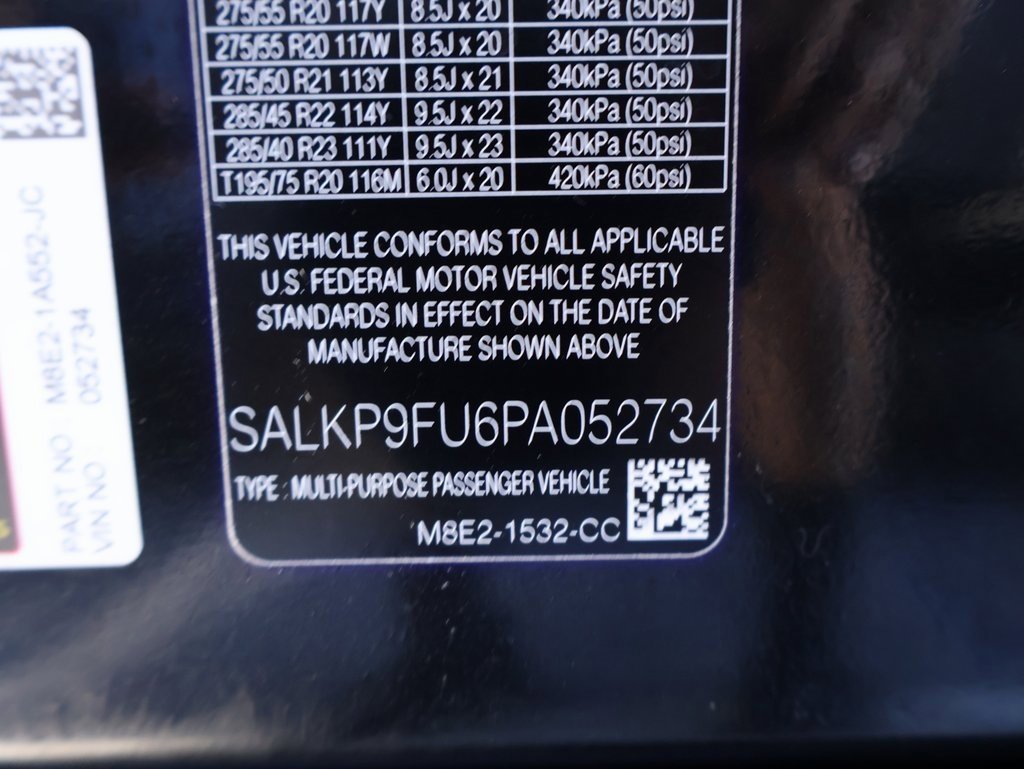 275/55 R20 117Y 8.5J x 20 340kPa (50psi)
275/55 R20 117W 8.5J x 20 340kPa (50psi)
275/50 R21 113Y 8.5J x 21 340kPa (50psi)
285/45 R22 114Y 9.5J x 22 340kPa (50psi)
285/40 R23 111Y 9.5J x 23 340kPa (50psi)
T195/75 R20 116M 6.0J x 20 420kPa (60psi)
THIS VEHICLE CONFORMS TO ALL APPLICABLE
U.S. FEDERAL MOTOR VEHICLE SAFETY
STANDARDS IN EFFECT ON THE DATE OF
MANUFACTURE SHOWN ABOVE
SALKP9FU6PA052734
TYPE : MULTI-PURPOSE PASSENGER VEHICLE
M8E2-1532-CC
PART NO M8E2-1A552-JC
VIN NO 052734